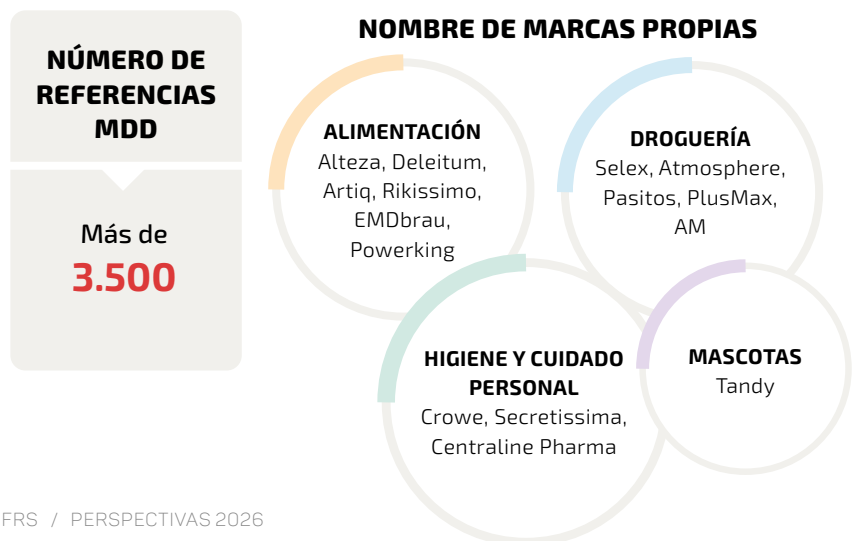 NÚMERO DE
REFERENCIAS
MDD
Más de
3.500
NOMBRE DE MARCAS PROPIAS
ALIMENTACIÓN
Alteza, Deleitum,
Artiq, Rikissimo,
EMDbrau,
Powerking
DROGUERÍA
Selex, Atmosphere,
Pasitos, PlusMax,
AM
HIGIENE Y CUIDADO
PERSONAL
Crowe, Secretissima,
Centraline Pharma
MASCOTAS
Tandy
FRS / PERSPECTIVAS 2026